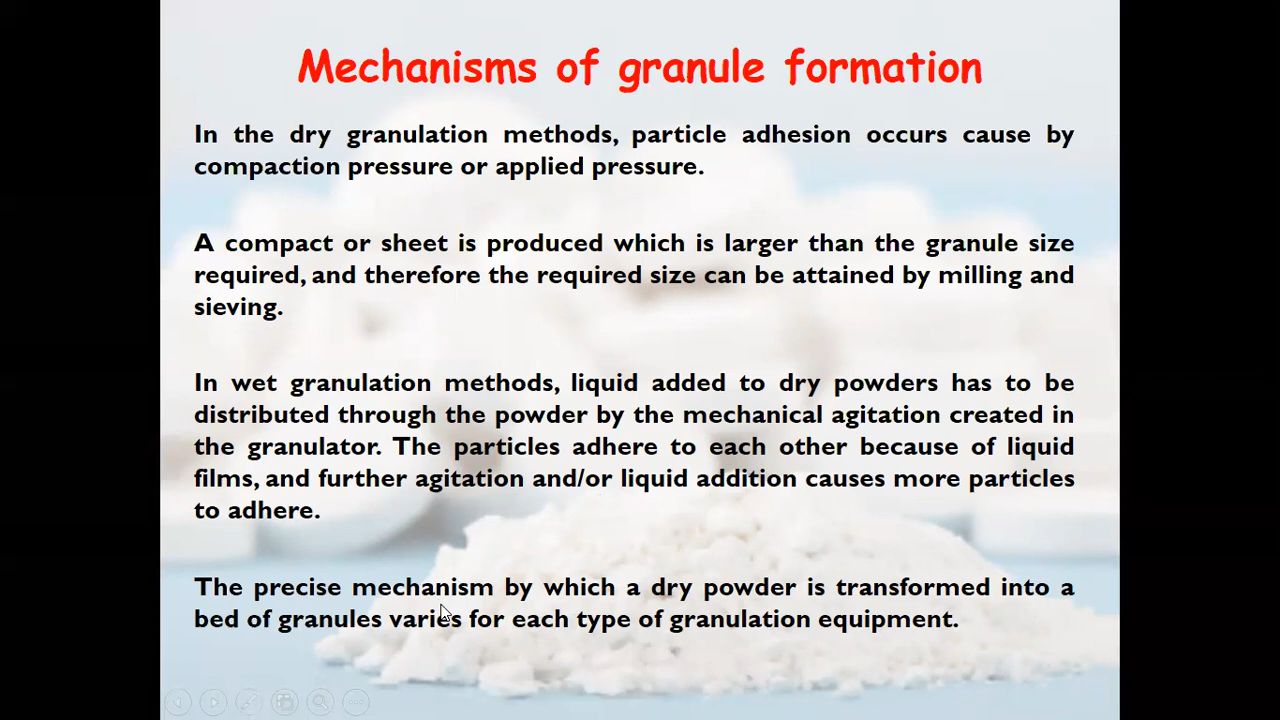 Mechanisms of granule formation
In the dry granulation methods, particle adhesion occurs cause by
compaction pressure or applied pressure.
A compact or sheet is produced which is larger than the granule size
required, and therefore the required size can be attained by milling and
sieving.
In wet granulation methods, liquid added to dry powders has to be
distributed through the powder by the mechanical agitation created in
the granulator. The particles adhere to each other because of liquid
films, and further agitation and/or liquid addition causes more particles
to adhere.
The precise mechanism by which a dry powder is transformed into a
bed of granules varies for each type of granulation equipment.